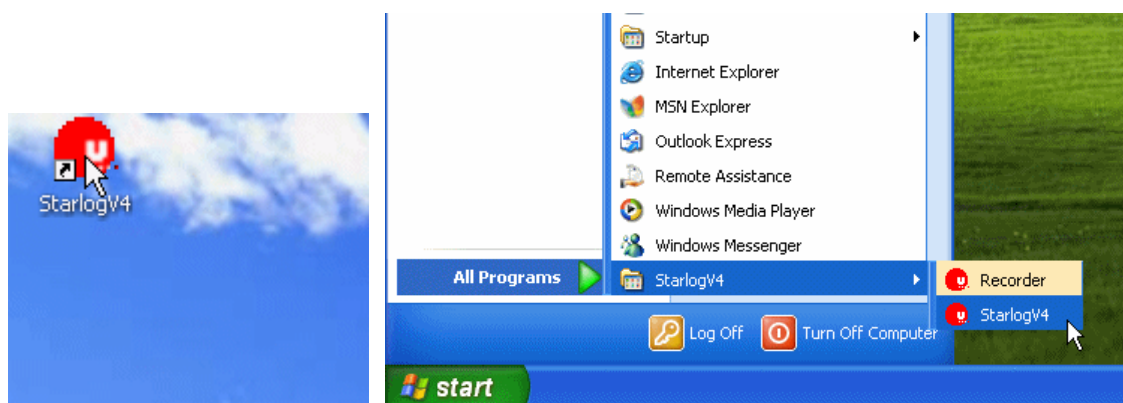 StarlogV4
Startup
Internet Explorer
MSN Explorer
Outlook Express
Remote Assistance
Windows Media Player
Windows Messenger
All Programs
StarlogV4
Recorder
StarlogV4
Log Off
Turn Off Computer
start